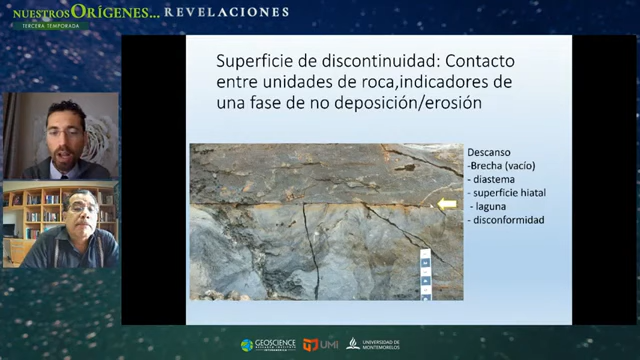 NUESTROS ORÍGENES... REVELACIONES
TERCERA TEMPORADA
Superficie de discontinuidad: Contacto
entre unidades de roca,indicadores de
una fase de no deposición/erosión
Descanso
-Brecha (vacío)
- diastema
- superficie hiatal
- laguna
- disconformidad
GEOSCIENCE
UMI
UNIVERSIDAD
DE MONTEMORELOS